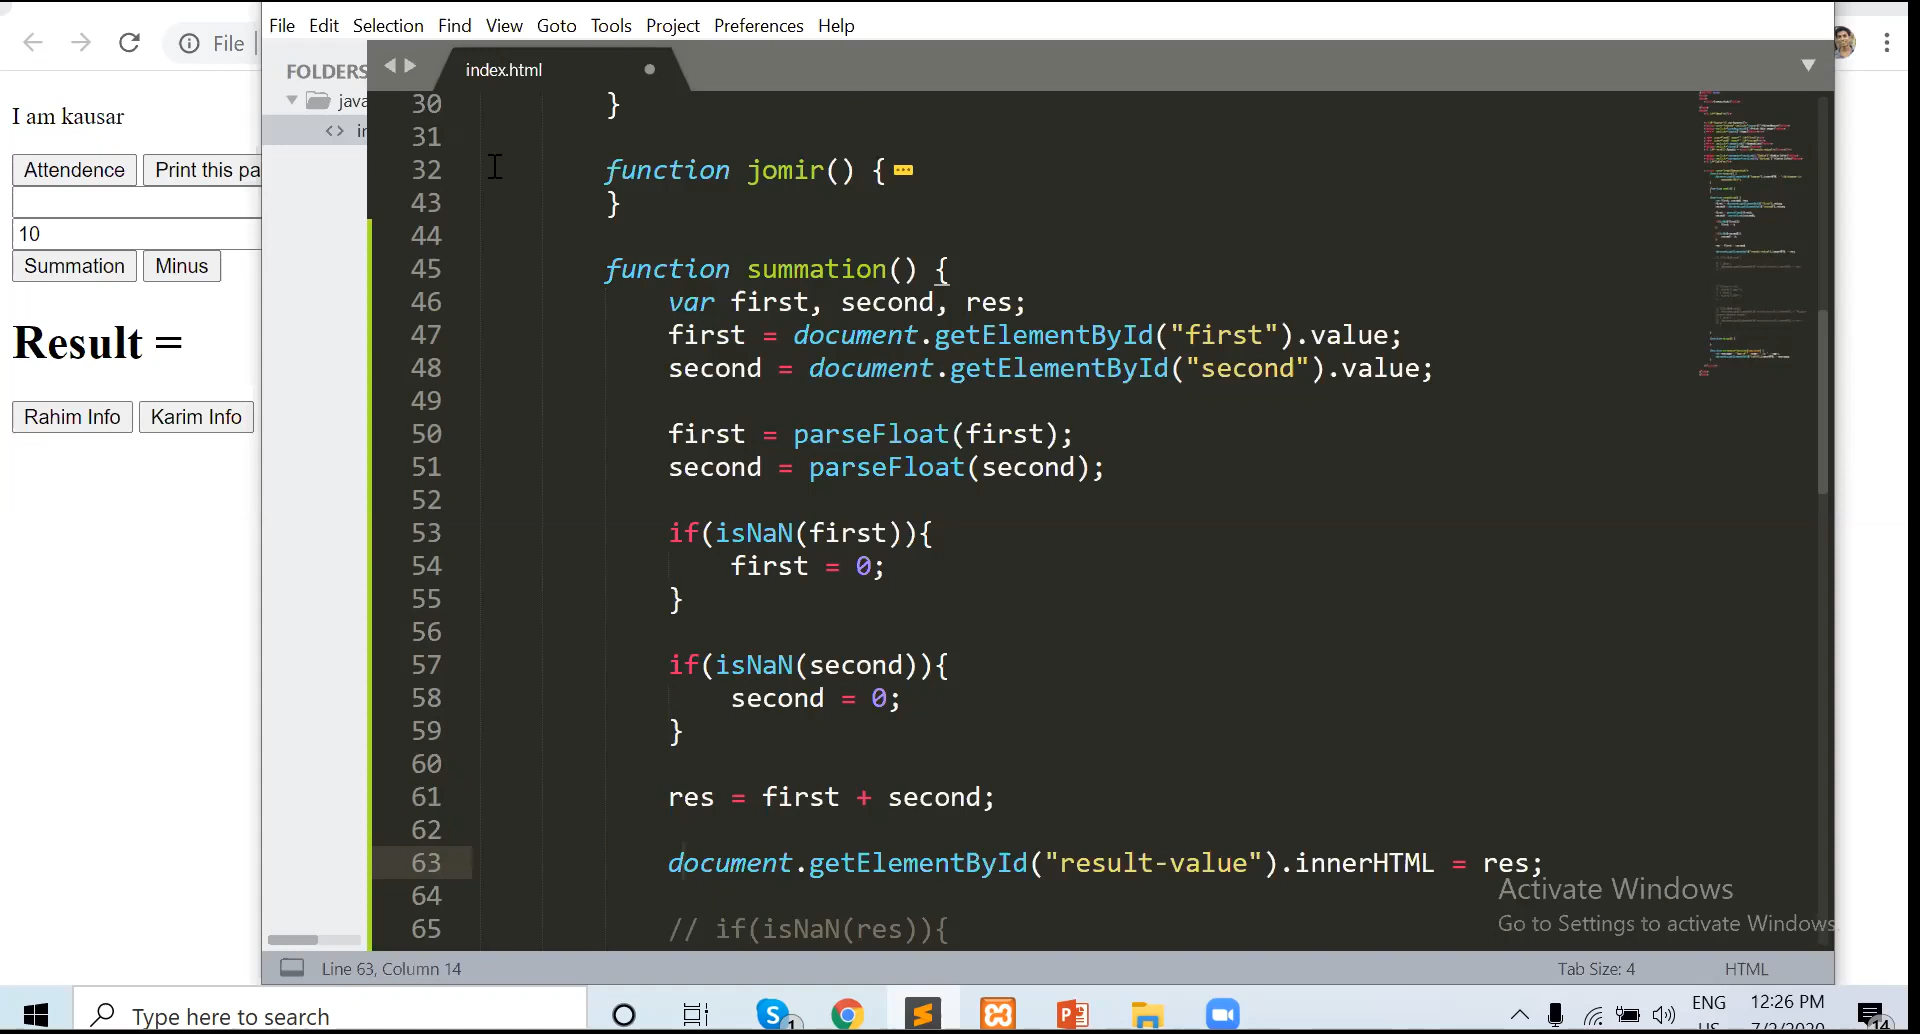 File Edit Selection Find View Goto Tools Project Preferences Help
File
FOLDERS
java
in
index.html
I am kausar
Attendence Print this pa
10
Summation Minus
Result =
Rahim Info Karim Info
30 }
31
32 function jomir() {
43 }
44
45 function summation() {
46 var first, second, res;
47 first = document.getElementById("first").value;
48 second = document.getElementById("second").value;
49
50 first = parseFloat(first);
51 second = parseFloat(second);
52
53 if(isNaN(first)){
54 first = 0;
55 }
56
57 if(isNaN(second)){
58 second = 0;
59 }
60
61 res = first + second;
62
63 document.getElementById("result-value").innerHTML = res;
64
65 // if(isNaN(res)){
Activate Windows
Go to Settings to activate Windows.
Line 63, Column 14 Tab Size: 4 HTML
Type here to search
S 1
ENG
12:26 PM
14